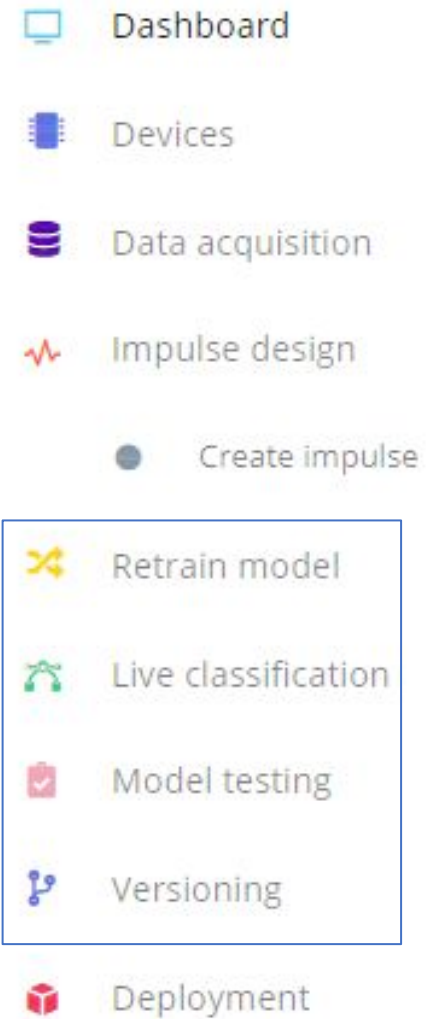 Dashboard
Devices
Data acquisition
Impulse design
Create impulse
Retrain model
Live classification
Model testing
Versioning
Deployment